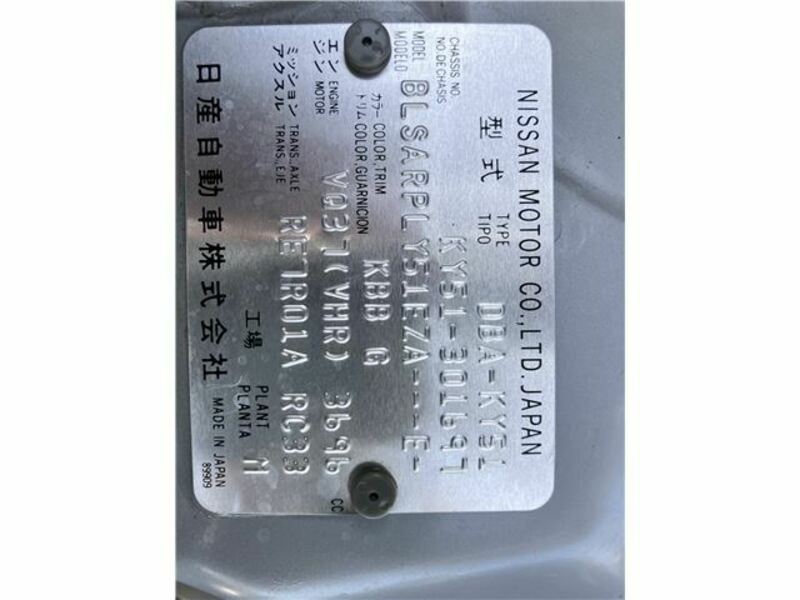 NISSAN MOTOR CO.,LTD. JAPAN
型式 TYPE TIPO DBA-KY51
CHASSIS NO. NO.DE CHASIS KY51-301697
MODEL MODELO BLSARPLY51EZA---E-
カラー COLOR,TRIM トリム COLOR,GUARNICION KBB G
エンジン ENGINE MOTOR VQ37(VHR) 3696 CC
ミッション TRANS., AXLE アクスル TRANS., EJE RE7R01A RC33
工場 PLANT PLANTA M
日産自動車株式会社 MADE IN JAPAN
89909